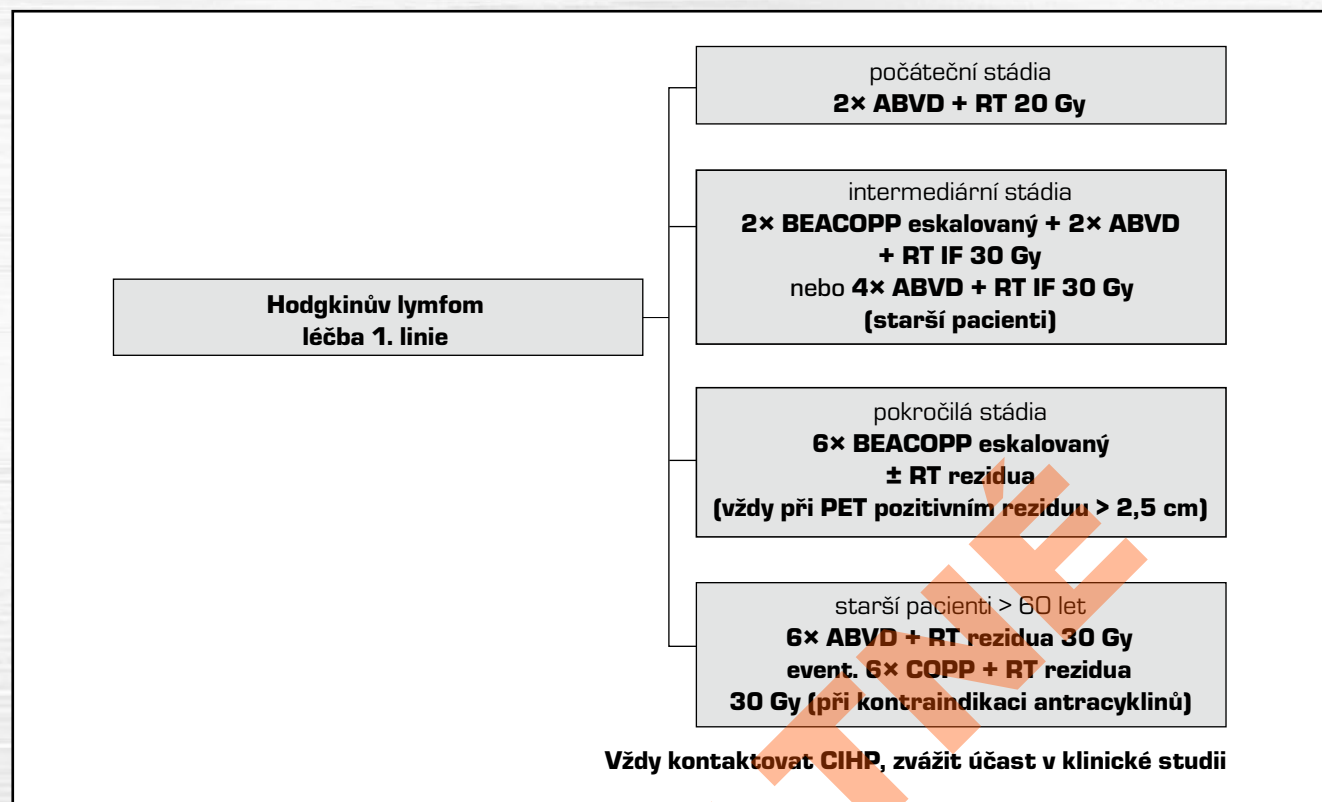 počáteční stádia
2× ABVD + RT 20 Gy
intermediární stádia
2× BEACOPP eskalovaný + 2× ABVD
+ RT IF 30 Gy
nebo 4× ABVD + RT IF 30 Gy
(starší pacienti)
Hodgkinův lymfom
léčba 1. linie
pokročilá stádia
6× BEACOPP eskalovaný
± RT rezidua
(vždy při PET pozitivním reziduu > 2,5 cm)
starší pacienti > 60 let
6× ABVD + RT rezidua 30 Gy
event. 6× COPP + RT rezidua
30 Gy (při kontraindikaci antracyklinů)
Vždy kontaktovat CIHP, zvážit účast v klinické studii
TNÉ